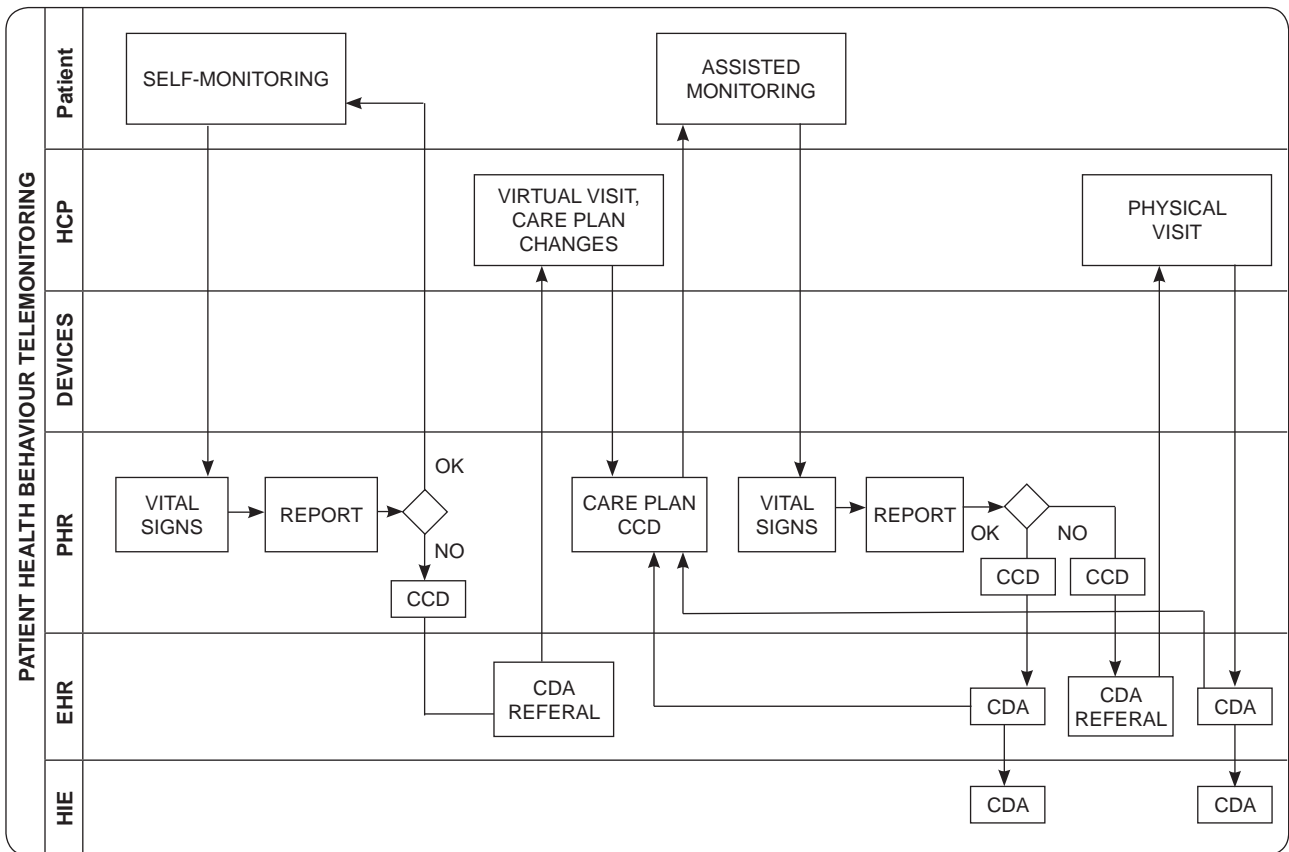 PATIENT HEALTH BEHAVIOUR TELEMONITORING
Patient
SELF-MONITORING
ASSISTED
MONITORING
HCP
VIRTUAL VISIT,
CARE PLAN
CHANGES
PHYSICAL
VISIT
DEVICES
PHR
VITAL
SIGNS
REPORT
OK
NO
CCD
CARE PLAN
CCD
VITAL
SIGNS
REPORT
OK
NO
CCD
CCD
EHR
CDA
REFERAL
CDA
CDA
REFERAL
CDA
HIE
CDA
CDA